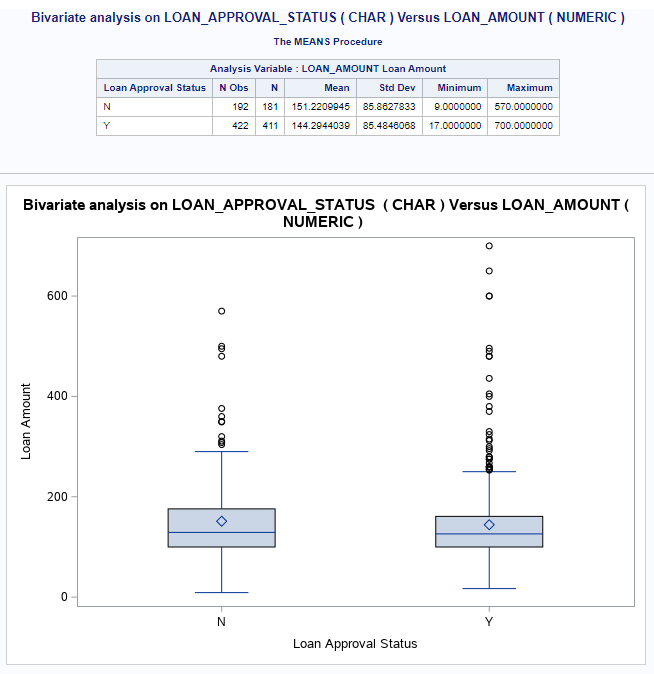 Bivariate analysis on LOAN_APPROVAL_STATUS ( CHAR ) Versus LOAN_AMOUNT ( NUMERIC )
The MEANS Procedure
Analysis Variable : LOAN_AMOUNT Loan Amount
Loan Approval Status N Obs N Mean Std Dev Minimum Maximum
N 192 181 151.2209945 85.8627833 9.0000000 570.0000000
Y 422 411 144.2944039 85.4846068 17.0000000 700.0000000
Bivariate analysis on LOAN_APPROVAL_STATUS ( CHAR ) Versus LOAN_AMOUNT (
NUMERIC )
600
400
200
0
Loan Amount
N Y
Loan Approval Status